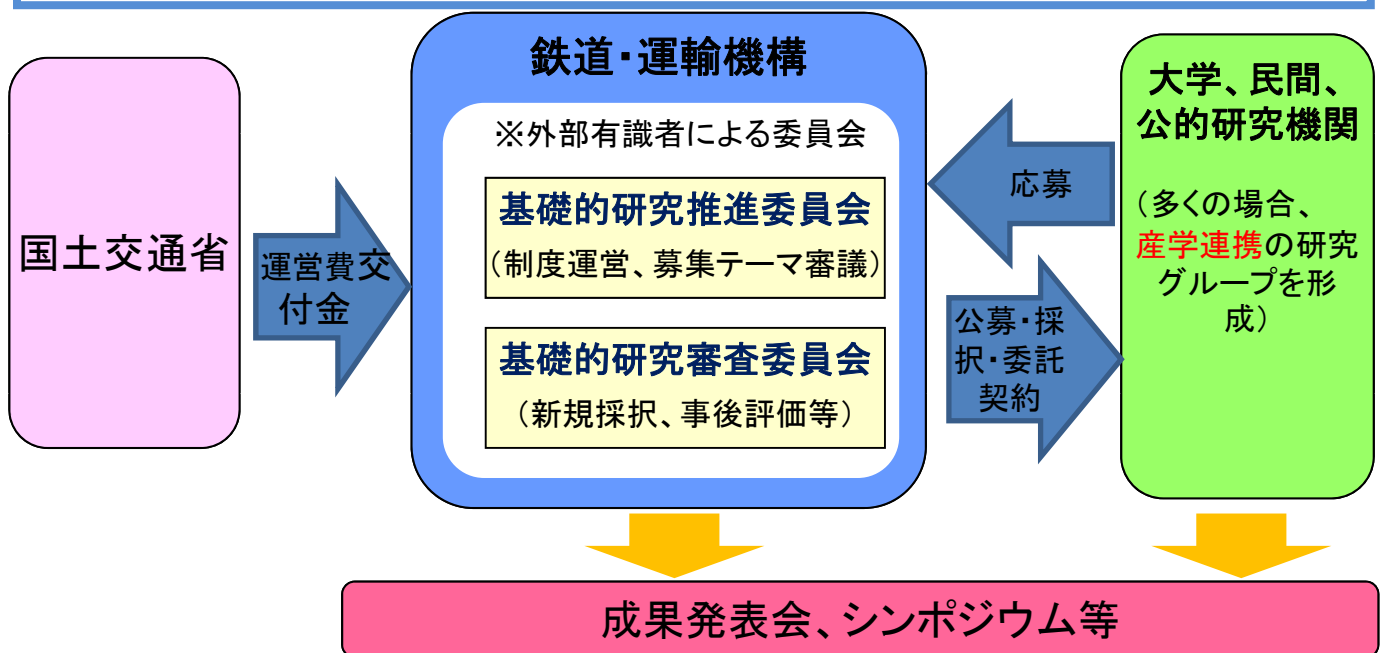 国土交通省
運営費交
付金
鉄道・運輸機構
※外部有識者による委員会
基礎的研究推進委員会
（制度運営、募集テーマ審議）
基礎的研究審査委員会
（新規採択、事後評価等）
応募
公募・採
択・委託
契約
大学、民間、
公的研究機関
（多くの場合、
産学連携の研究
グループを形
成）
成果発表会、シンポジウム等